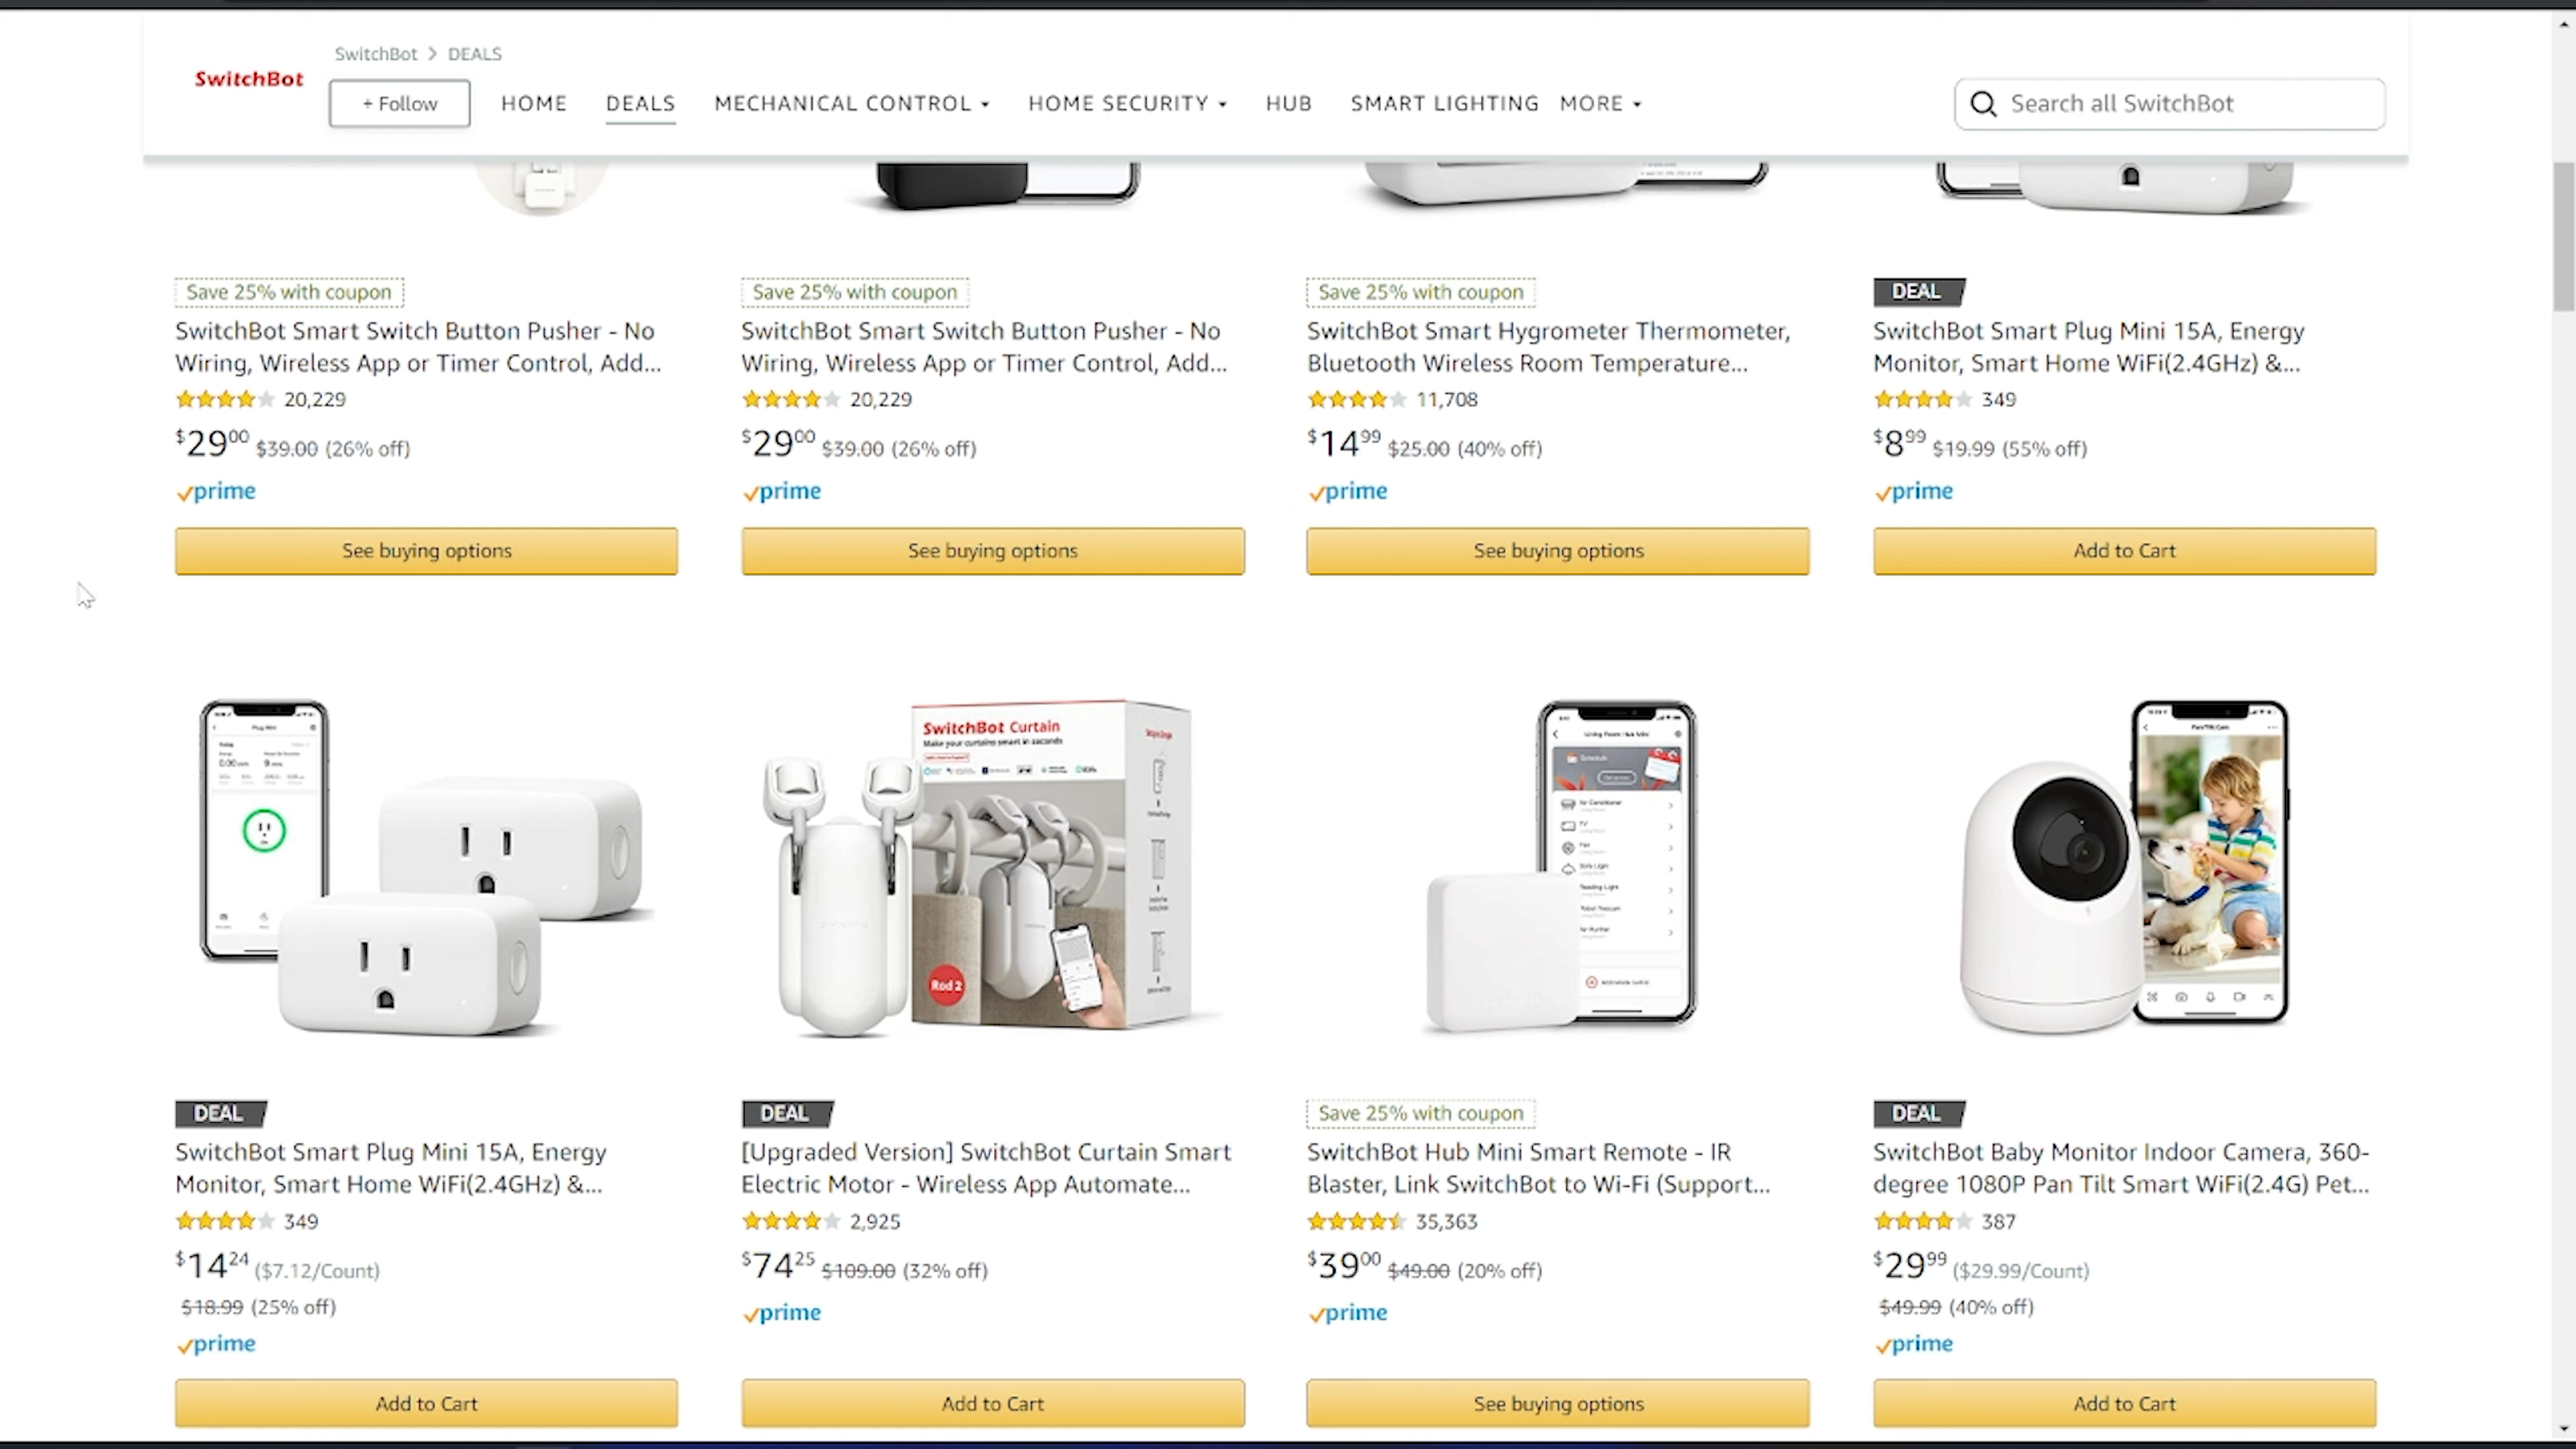 SwitchBot > DEALS
SwitchBot
+ Follow
HOME
DEALS
MECHANICAL CONTROL
HOME SECURITY
HUB
SMART LIGHTING
MORE
Search all SwitchBot
Save 25% with coupon
SwitchBot Smart Switch Button Pusher - No
Wiring, Wireless App or Timer Control, Add...
20,229
$29.00 $39.00 (26% off)
prime
See buying options
Save 25% with coupon
SwitchBot Smart Switch Button Pusher - No
Wiring, Wireless App or Timer Control, Add...
20,229
$29.00 $39.00 (26% off)
prime
See buying options
Save 25% with coupon
SwitchBot Smart Hygrometer Thermometer,
Bluetooth Wireless Room Temperature...
11,708
$14.99 $25.00 (40% off)
prime
See buying options
DEAL
SwitchBot Smart Plug Mini 15A, Energy
Monitor, Smart Home WiFi(2.4GHz) &...
349
$8.99 $19.99 (55% off)
prime
Add to Cart
DEAL
SwitchBot Smart Plug Mini 15A, Energy
Monitor, Smart Home WiFi(2.4GHz) &...
349
$14.24 ($7.12/Count)
$18.99 (25% off)
prime
Add to Cart
SwitchBot Curtain
Make your curtains smart in seconds
Rod 2
DEAL
[Upgraded Version] SwitchBot Curtain Smart
Electric Motor - Wireless App Automate...
2,925
$74.25 $109.00 (32% off)
prime
Add to Cart
Schedule
Air Conditioner
TV
Fan
Save 25% with coupon
SwitchBot Hub Mini Smart Remote - IR
Blaster, Link SwitchBot to Wi-Fi (Support...
35,363
$39.00 $49.00 (20% off)
prime
See buying options
DEAL
SwitchBot Baby Monitor Indoor Camera, 360-
degree 1080P Pan Tilt Smart WiFi(2.4G) Pet...
387
$29.99 ($29.99/Count)
$49.99 (40% off)
prime
Add to Cart